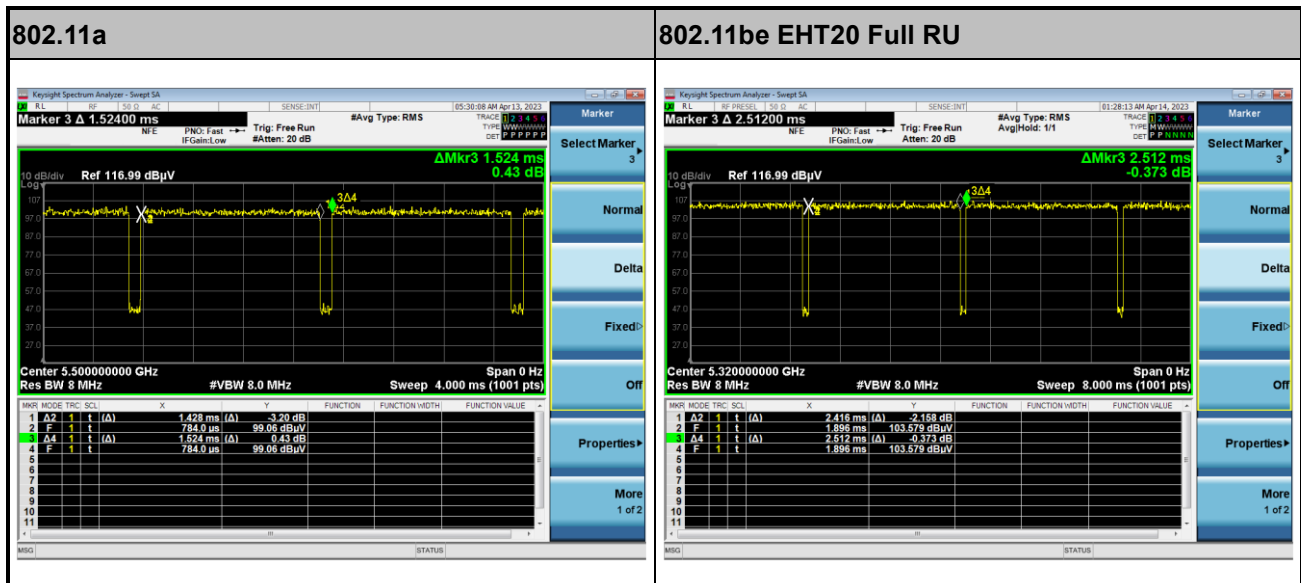 802.11a
802.11be EHT20 Full RU
Keysight Spectrum Analyzer - Swept SA
RL RF 50 Ω AC SENSE:INT 05:30:08 AM Apr 13, 2023
Marker 3 Δ 1.52400 ms
#Avg Type: RMS
TRACE 1 2 3 4 5 6
NFE
PNO: Fast
Trig: Free Run
TYPE WWWWWW
IFGain:Low
#Atten: 20 dB
DET P P P P P P
ΔMkr3 1.524 ms
0.43 dB
10 dB/div Ref 116.99 dBµV
Log
107
97.0
87.0
77.0
67.0
57.0
47.0
37.0
27.0
3Δ4
Center 5.500000000 GHz Span 0 Hz
Res BW 8 MHz #VBW 8.0 MHz Sweep 4.000 ms (1001 pts)
MKR MODE TRC SCL X Y FUNCTION FUNCTION WIDTH FUNCTION VALUE
1 Δ2 1 t (Δ) 1.428 ms (Δ) -3.20 dB
2 F 1 t 784.0 µs 99.06 dBµV
3 Δ4 1 t (Δ) 1.524 ms (Δ) 0.43 dB
4 F 1 t 784.0 µs 99.06 dBµV
5
6
7
8
9
10
11
MSG STATUS
Marker
Select Marker
3
Normal
Delta
Fixed
Off
Properties
More
1 of 2
Keysight Spectrum Analyzer - Swept SA
RL RF PRESEL 50 Ω AC SENSE:INT 01:28:13 AM Apr 14, 2023
Marker 3 Δ 2.51200 ms
#Avg Type: RMS
TRACE 1 2 3 4 5 6
NFE
PNO: Fast
Trig: Free Run
Avg|Hold: 1/1
TYPE MWWWWW
IFGain:Low
Atten: 20 dB
DET P P N N N N
ΔMkr3 2.512 ms
-0.373 dB
10 dB/div Ref 116.99 dBµV
Log
107
97.0
87.0
77.0
67.0
57.0
47.0
37.0
27.0
3Δ4
Center 5.320000000 GHz Span 0 Hz
Res BW 8 MHz #VBW 8.0 MHz Sweep 8.000 ms (1001 pts)
MKR MODE TRC SCL X Y FUNCTION FUNCTION WIDTH FUNCTION VALUE
1 Δ2 1 t (Δ) 2.416 ms (Δ) -2.158 dB
2 F 1 t 1.896 ms 103.579 dBµV
3 Δ4 1 t (Δ) 2.512 ms (Δ) -0.373 dB
4 F 1 t 1.896 ms 103.579 dBµV
5
6
7
8
9
10
11
MSG STATUS
Marker
Select Marker
3
Normal
Delta
Fixed
Off
Properties
More
1 of 2